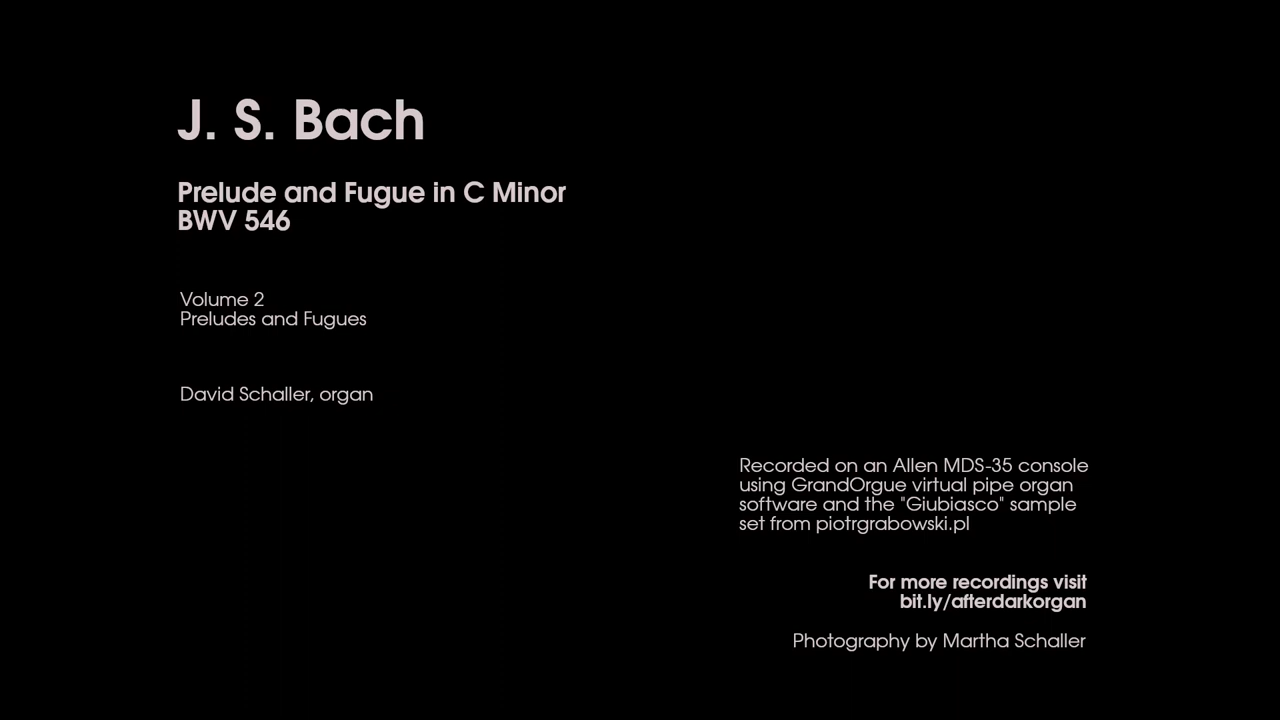 J. S. Bach
Prelude and Fugue in C Minor
BWV 546
Volume 2
Preludes and Fugues
David Schaller, organ
Recorded on an Allen MDS-35 console
using GrandOrgue virtual pipe organ
software and the "Giubiasco" sample
set from piotrgrabowski.pl
For more recordings visit
bit.ly/afterdarkorgan
Photography by Martha Schaller